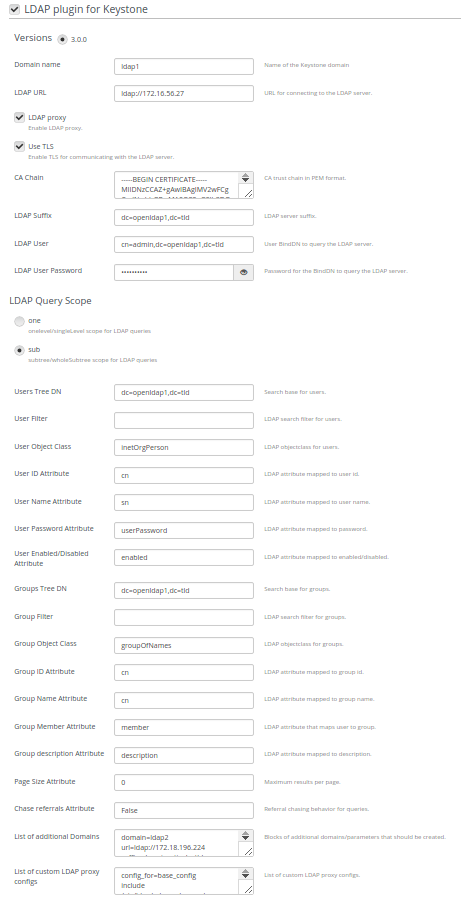 LDAP plugin for Keystone
Versions 3.0.0
Domain name ldap1 Name of the Keystone domain
LDAP URL ldap://172.16.56.27 URL for connecting to the LDAP server.
LDAP proxy
Enable LDAP proxy.
Use TLS
Enable TLS for communicating with the LDAP server.
CA Chain -----BEGIN CERTIFICATE----- CA trust chain in PEM format.
MIIDNzCCAZ+gAwIBAgIMV2wFCg
LDAP Suffix dc=openldap1,dc=tld LDAP server suffix.
LDAP User cn=admin,dc=openldap1,dc=tld User BindDN to query the LDAP server.
LDAP User Password •••••••••• Password for the BindDN to query the LDAP server.
LDAP Query Scope
one
onelevel/singleLevel scope for LDAP queries
sub
subtree/wholeSubtree scope for LDAP queries
Users Tree DN dc=openldap1,dc=tld Search base for users.
User Filter LDAP search filter for users.
User Object Class inetOrgPerson LDAP objectclass for users.
User ID Attribute cn LDAP attribute mapped to user id.
User Name Attribute sn LDAP attribute mapped to user name.
User Password Attribute userPassword LDAP attribute mapped to password.
User Enabled/Disabled enabled LDAP attribute mapped to enabled/disabled.
Attribute
Groups Tree DN dc=openldap1,dc=tld Search base for groups.
Group Filter LDAP search filter for groups.
Group Object Class groupOfNames LDAP objectclass for groups.
Group ID Attribute cn LDAP attribute mapped to group id.
Group Name Attribute cn LDAP attribute mapped to group name.
Group Member Attribute member LDAP attribute that maps user to group.
Group description Attribute description LDAP attribute mapped to description.
Page Size Attribute 0 Maximum results per page.
Chase referrals Attribute False Referral chasing behavior for queries.
List of additional Domains domain=ldap2 Blocks of additional domains/parameters that should be created.
url=ldap://172.18.196.224
List of custom LDAP proxy config_for=base_config List of custom LDAP proxy configs.
configs include